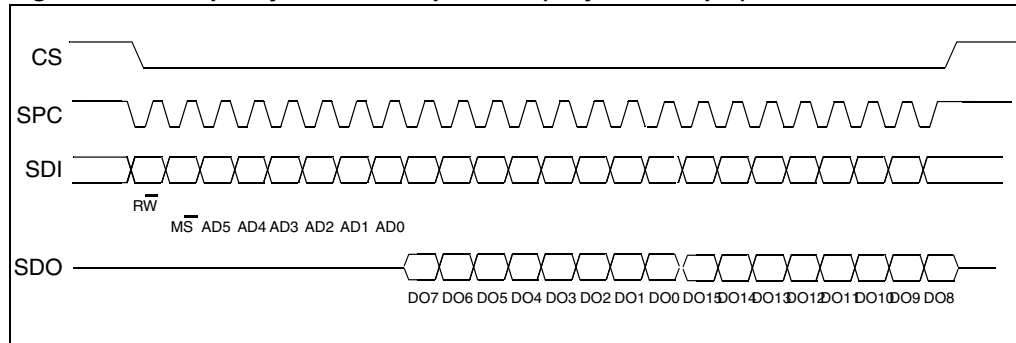 CS
SPC
SDI
RW
MS AD5 AD4 AD3 AD2 AD1 AD0
SDO
DO7 DO6 DO5 DO4 DO3 DO2 DO1 DO0 DO15 DO14 DO13 DO12 DO11 DO10 DO9 DO8